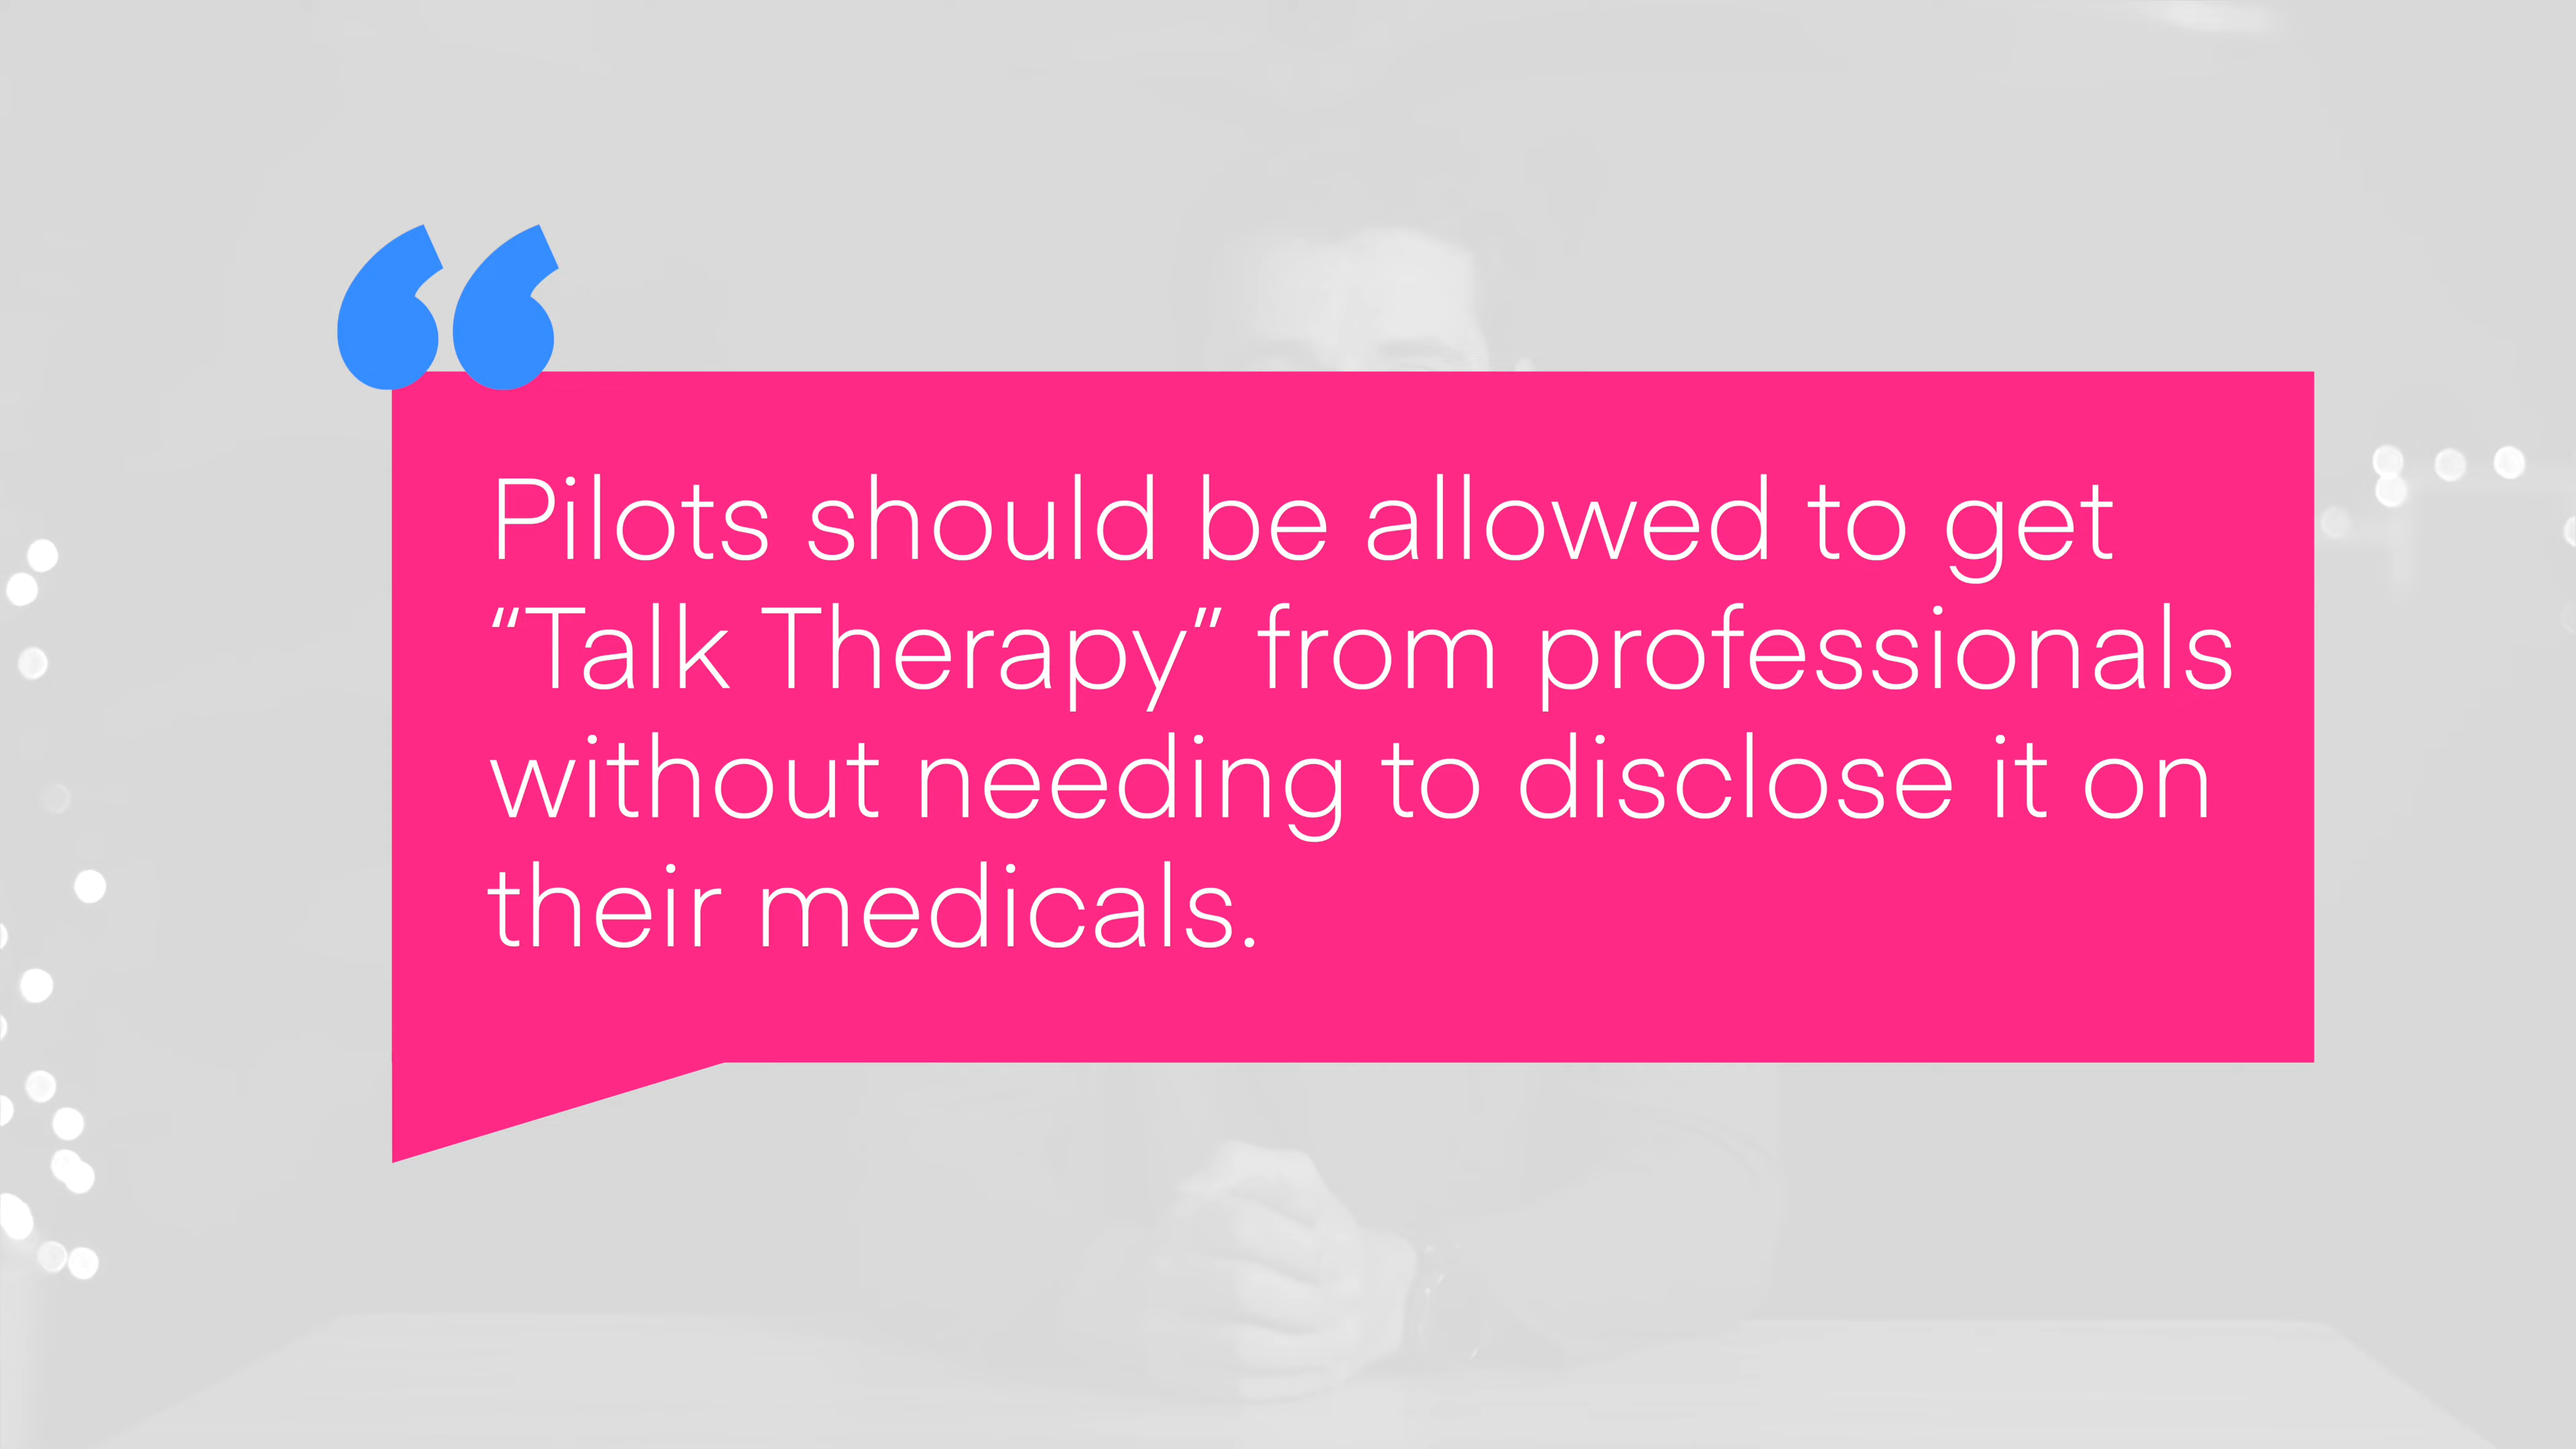 Pilots should be allowed to get
“Talk Therapy” from professionals
without needing to disclose it on
their medicals.